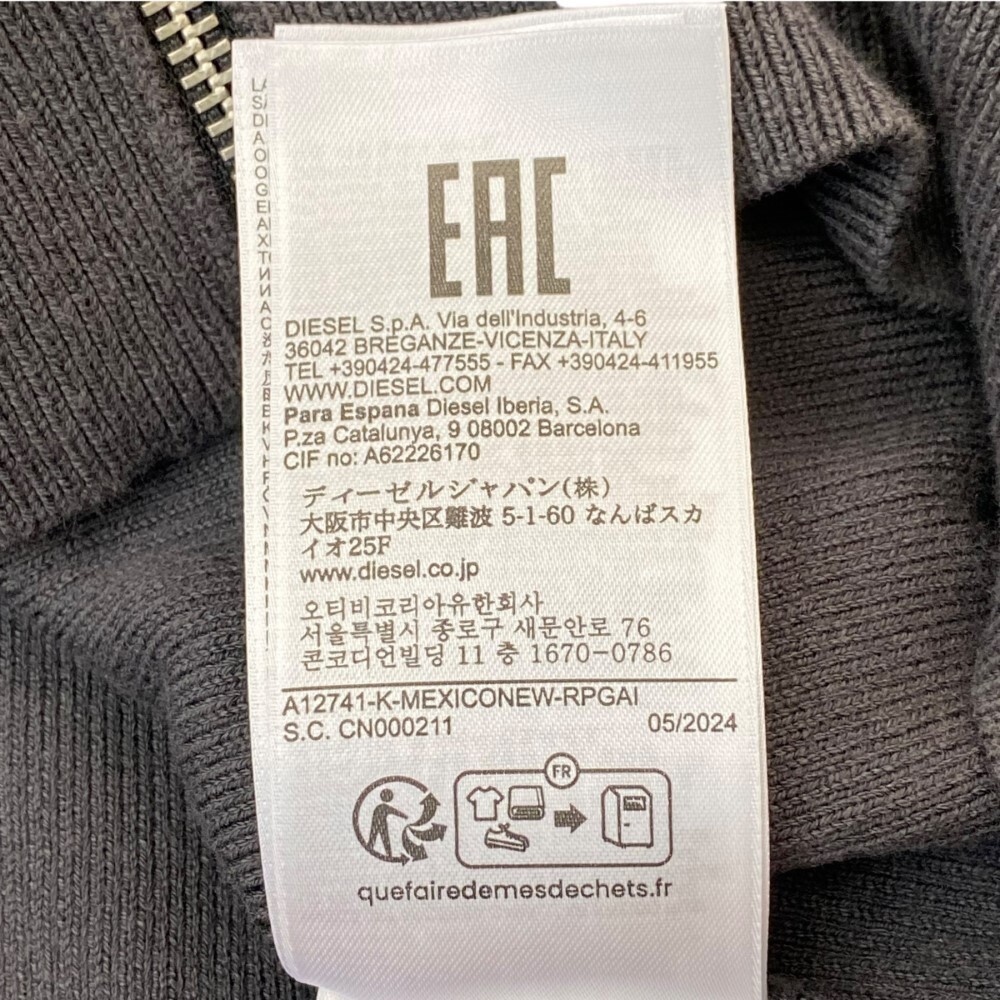 EAC
DIESEL S.p.A. Via dell'Industria, 4-6
36042 BREGANZE-VICENZA-ITALY
TEL +390424-477555 - FAX +390424-411955
WWW.DIESEL.COM
Para Espana Diesel Iberia, S.A.
P.za Catalunya, 9 08002 Barcelona
CIF no: A62226170
ディーゼルジャパン(株)
大阪市中央区難波 5-1-60 なんばスカ
イオ25F
www.diesel.co.jp
오티비코리아유한회사
서울특별시 종로구 새문안로 76
콘코디언빌딩 11 층 1670-0786
A12741-K-MEXICONEW-RPGAI
S.C. CN000211 05/2024
FR
quefairedemesdechets.fr